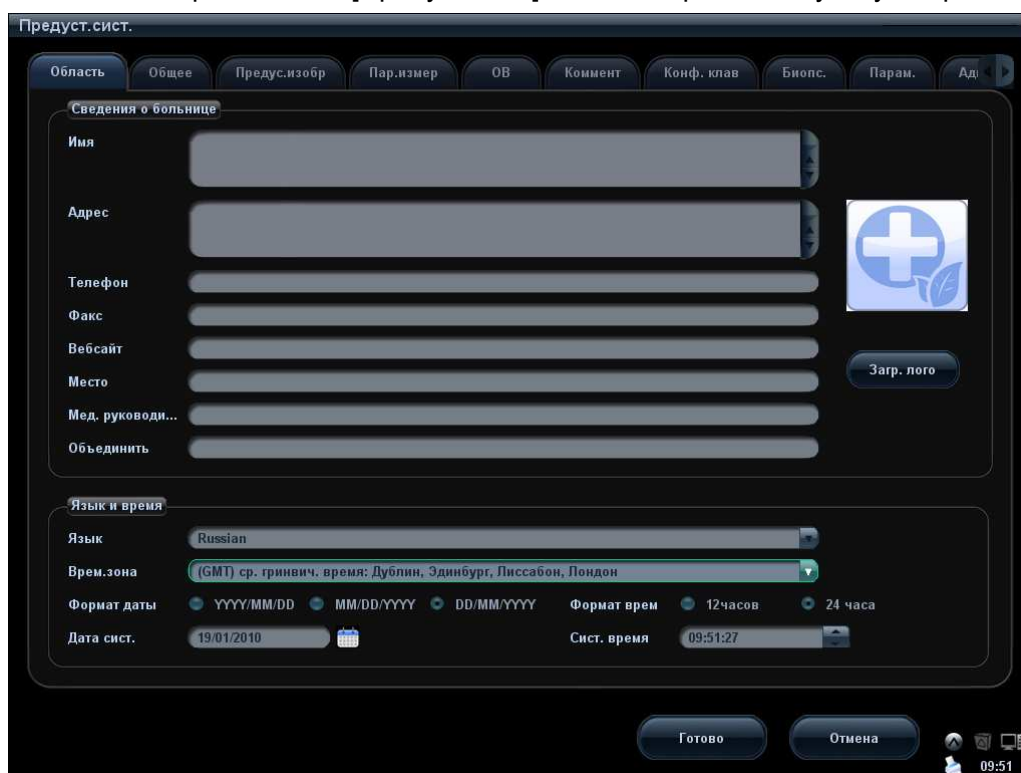 Предуст.сист.
Область Общее Предус.изобр Пар.измер ОВ Коммент Конф. клав Биопс. Парам.
Сведения о больнице
Имя
Адрес
Телефон
Факс
Вебсайт
Место
Загр. лого
Мед. руководи...
Объединить
Язык и время
Язык Russian
Врем.зона (GMT) ср. гринвич. время: Дублин, Эдинбург, Лиссабон, Лондон
Формат даты YYYY/MM/DD MM/DD/YYYY DD/MM/YYYY Формат врем 12часов 24 часа
Дата сист. 19/01/2010 Сист. время 09:51:27
Готово Отмена
09:51